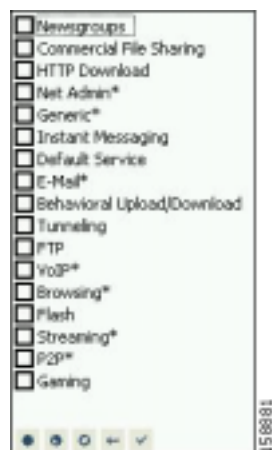 Newsgroups
Commercial File Sharing
HTTP Download
Net Admin*
Generic*
Instant Messaging
Default Service
E-Mail*
Behavioral Upload/Download
Tunneling
FTP
VoIP*
Browsing*
Flash
Streaming*
P2P*
Gaming
158881